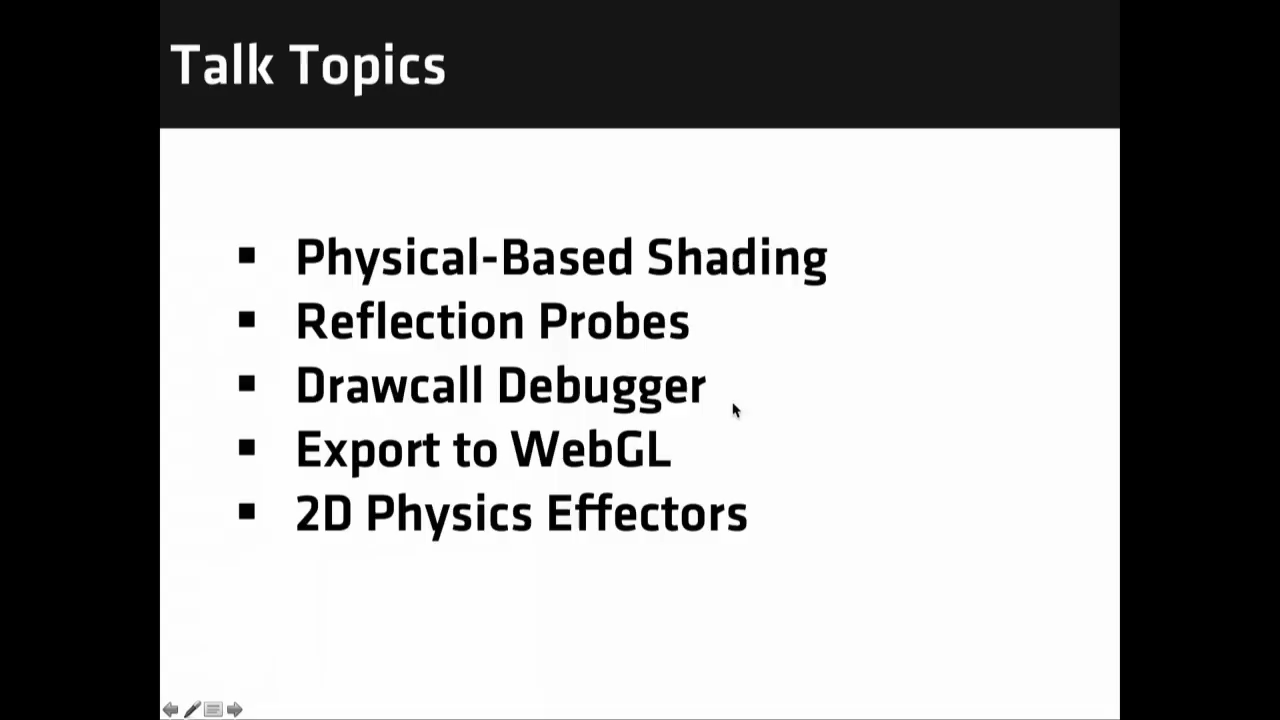 Talk Topics
Physical-Based Shading
Reflection Probes
Drawcall Debugger
Export to WebGL
2D Physics Effectors